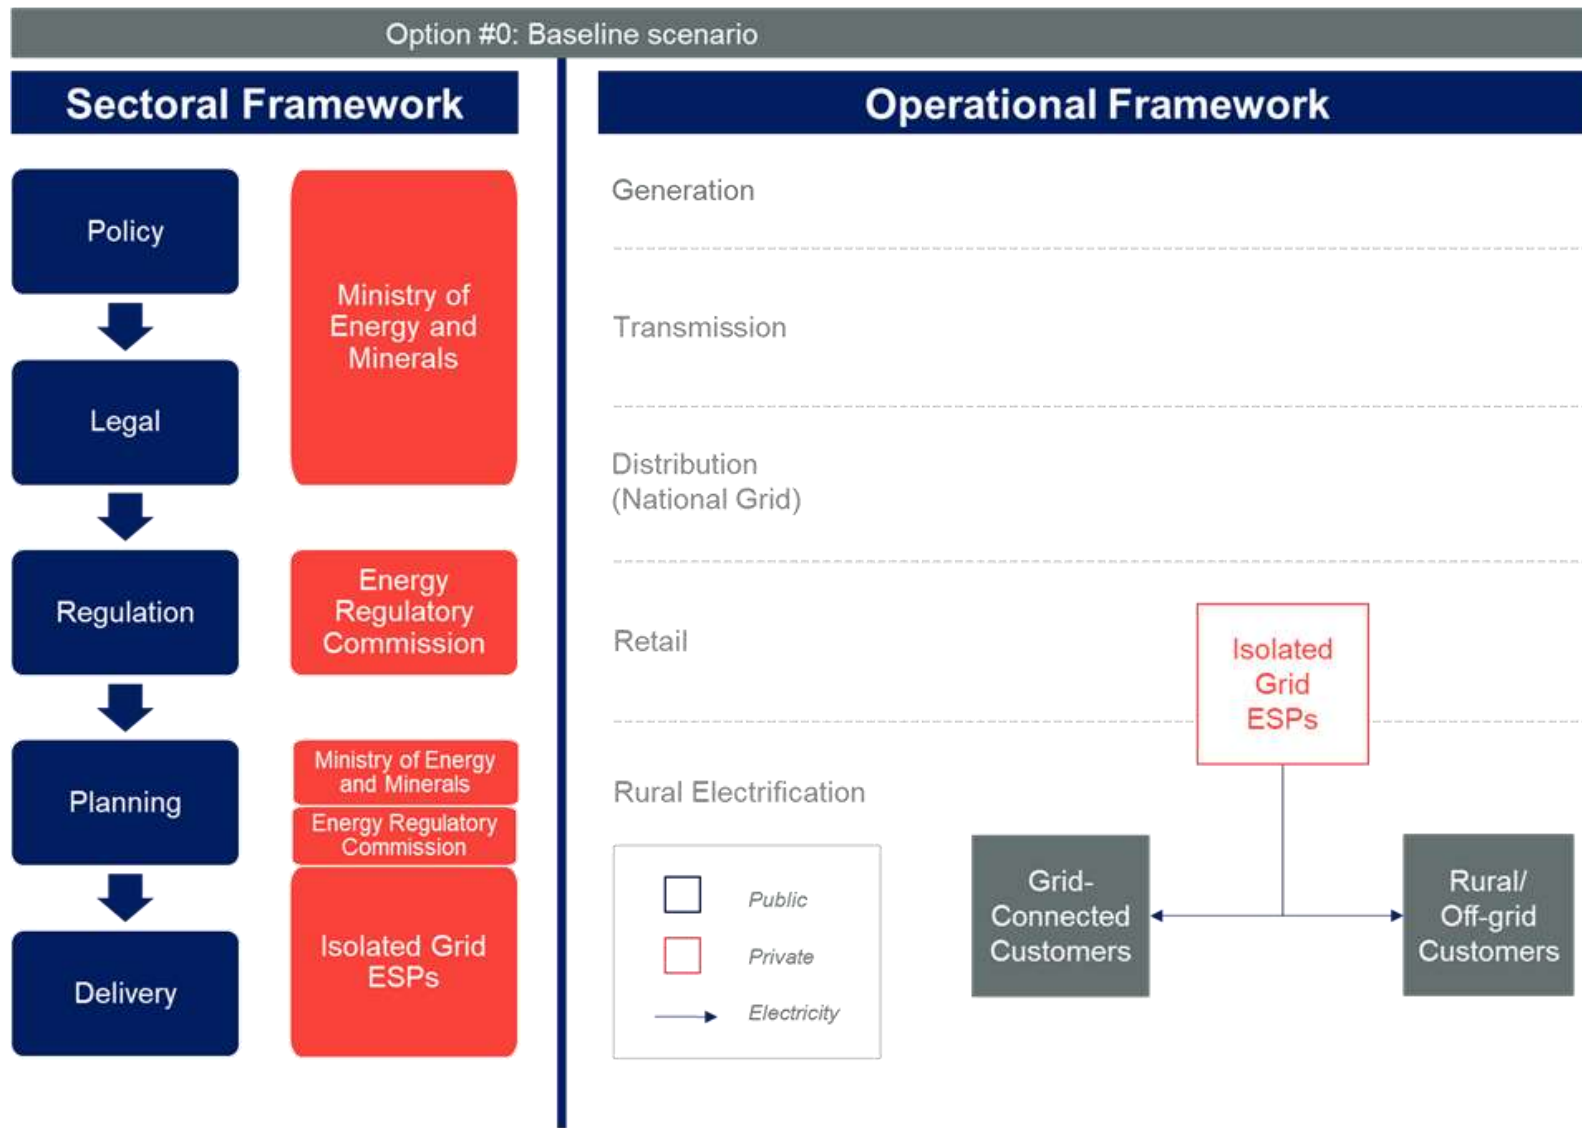 Option #0: Baseline scenario
Sectoral Framework
Policy
Legal
Regulation
Planning
Delivery
Ministry of
Energy and
Minerals
Energy
Regulatory
Commission
Ministry of Energy
and Minerals
Energy Regulatory
Commission
Isolated Grid
ESPs
Operational Framework
Generation
Transmission
Distribution
(National Grid)
Retail
Rural Electrification
Isolated
Grid
ESPs
Grid-
Connected
Customers
Rural/
Off-grid
Customers
Public
Private
Electricity